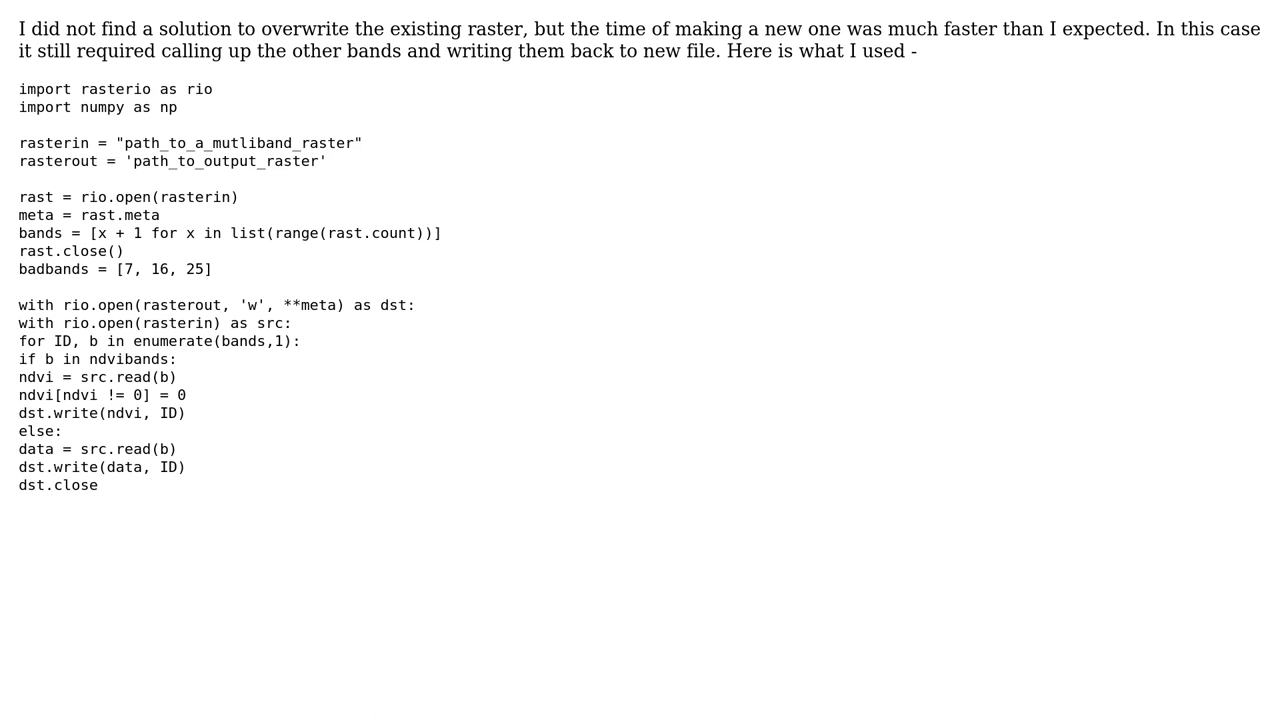 I did not find a solution to overwrite the existing raster, but the time of making a new one was much faster than I expected. In this case
it still required calling up the other bands and writing them back to new file. Here is what I used -
import rasterio as rio
import numpy as np
rasterin = "path_to_a_mutliband_raster"
rasterout = 'path_to_output_raster'
rast = rio.open(rasterin)
meta = rast.meta
bands = [x + 1 for x in list(range(rast.count))]
rast.close()
badbands = [7, 16, 25]
with rio.open(rasterout, 'w', **meta) as dst:
with rio.open(rasterin) as src:
for ID, b in enumerate(bands,1):
if b in ndvibands:
ndvi = src.read(b)
ndvi[ndvi != 0] = 0
dst.write(ndvi, ID)
else:
data = src.read(b)
dst.write(data, ID)
dst.close